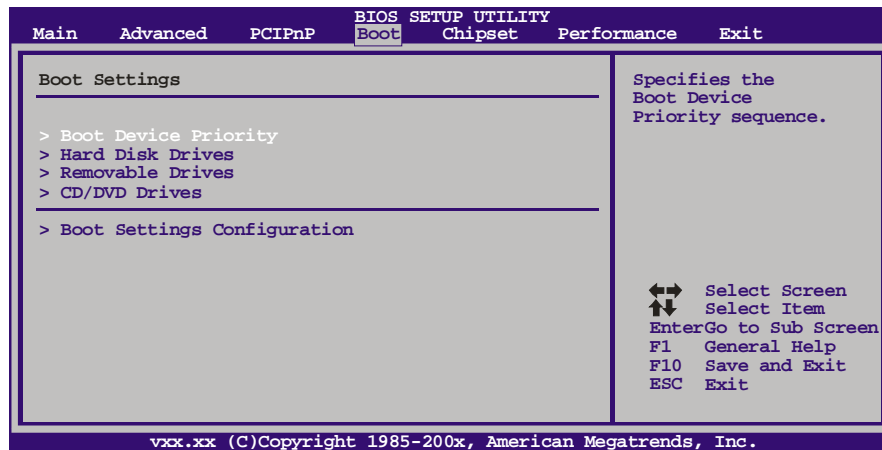 BIOS SETUP UTILITY
Main Advanced PCIPnP Boot Chipset Performance Exit
Boot Settings
> Boot Device Priority
> Hard Disk Drives
> Removable Drives
> CD/DVD Drives
> Boot Settings Configuration
Specifies the
Boot Device
Priority sequence.
Select Screen
Select Item
EnterGo to Sub Screen
F1 General Help
F10 Save and Exit
ESC Exit
vxx.xx (C)Copyright 1985-200x, American Megatrends, Inc.